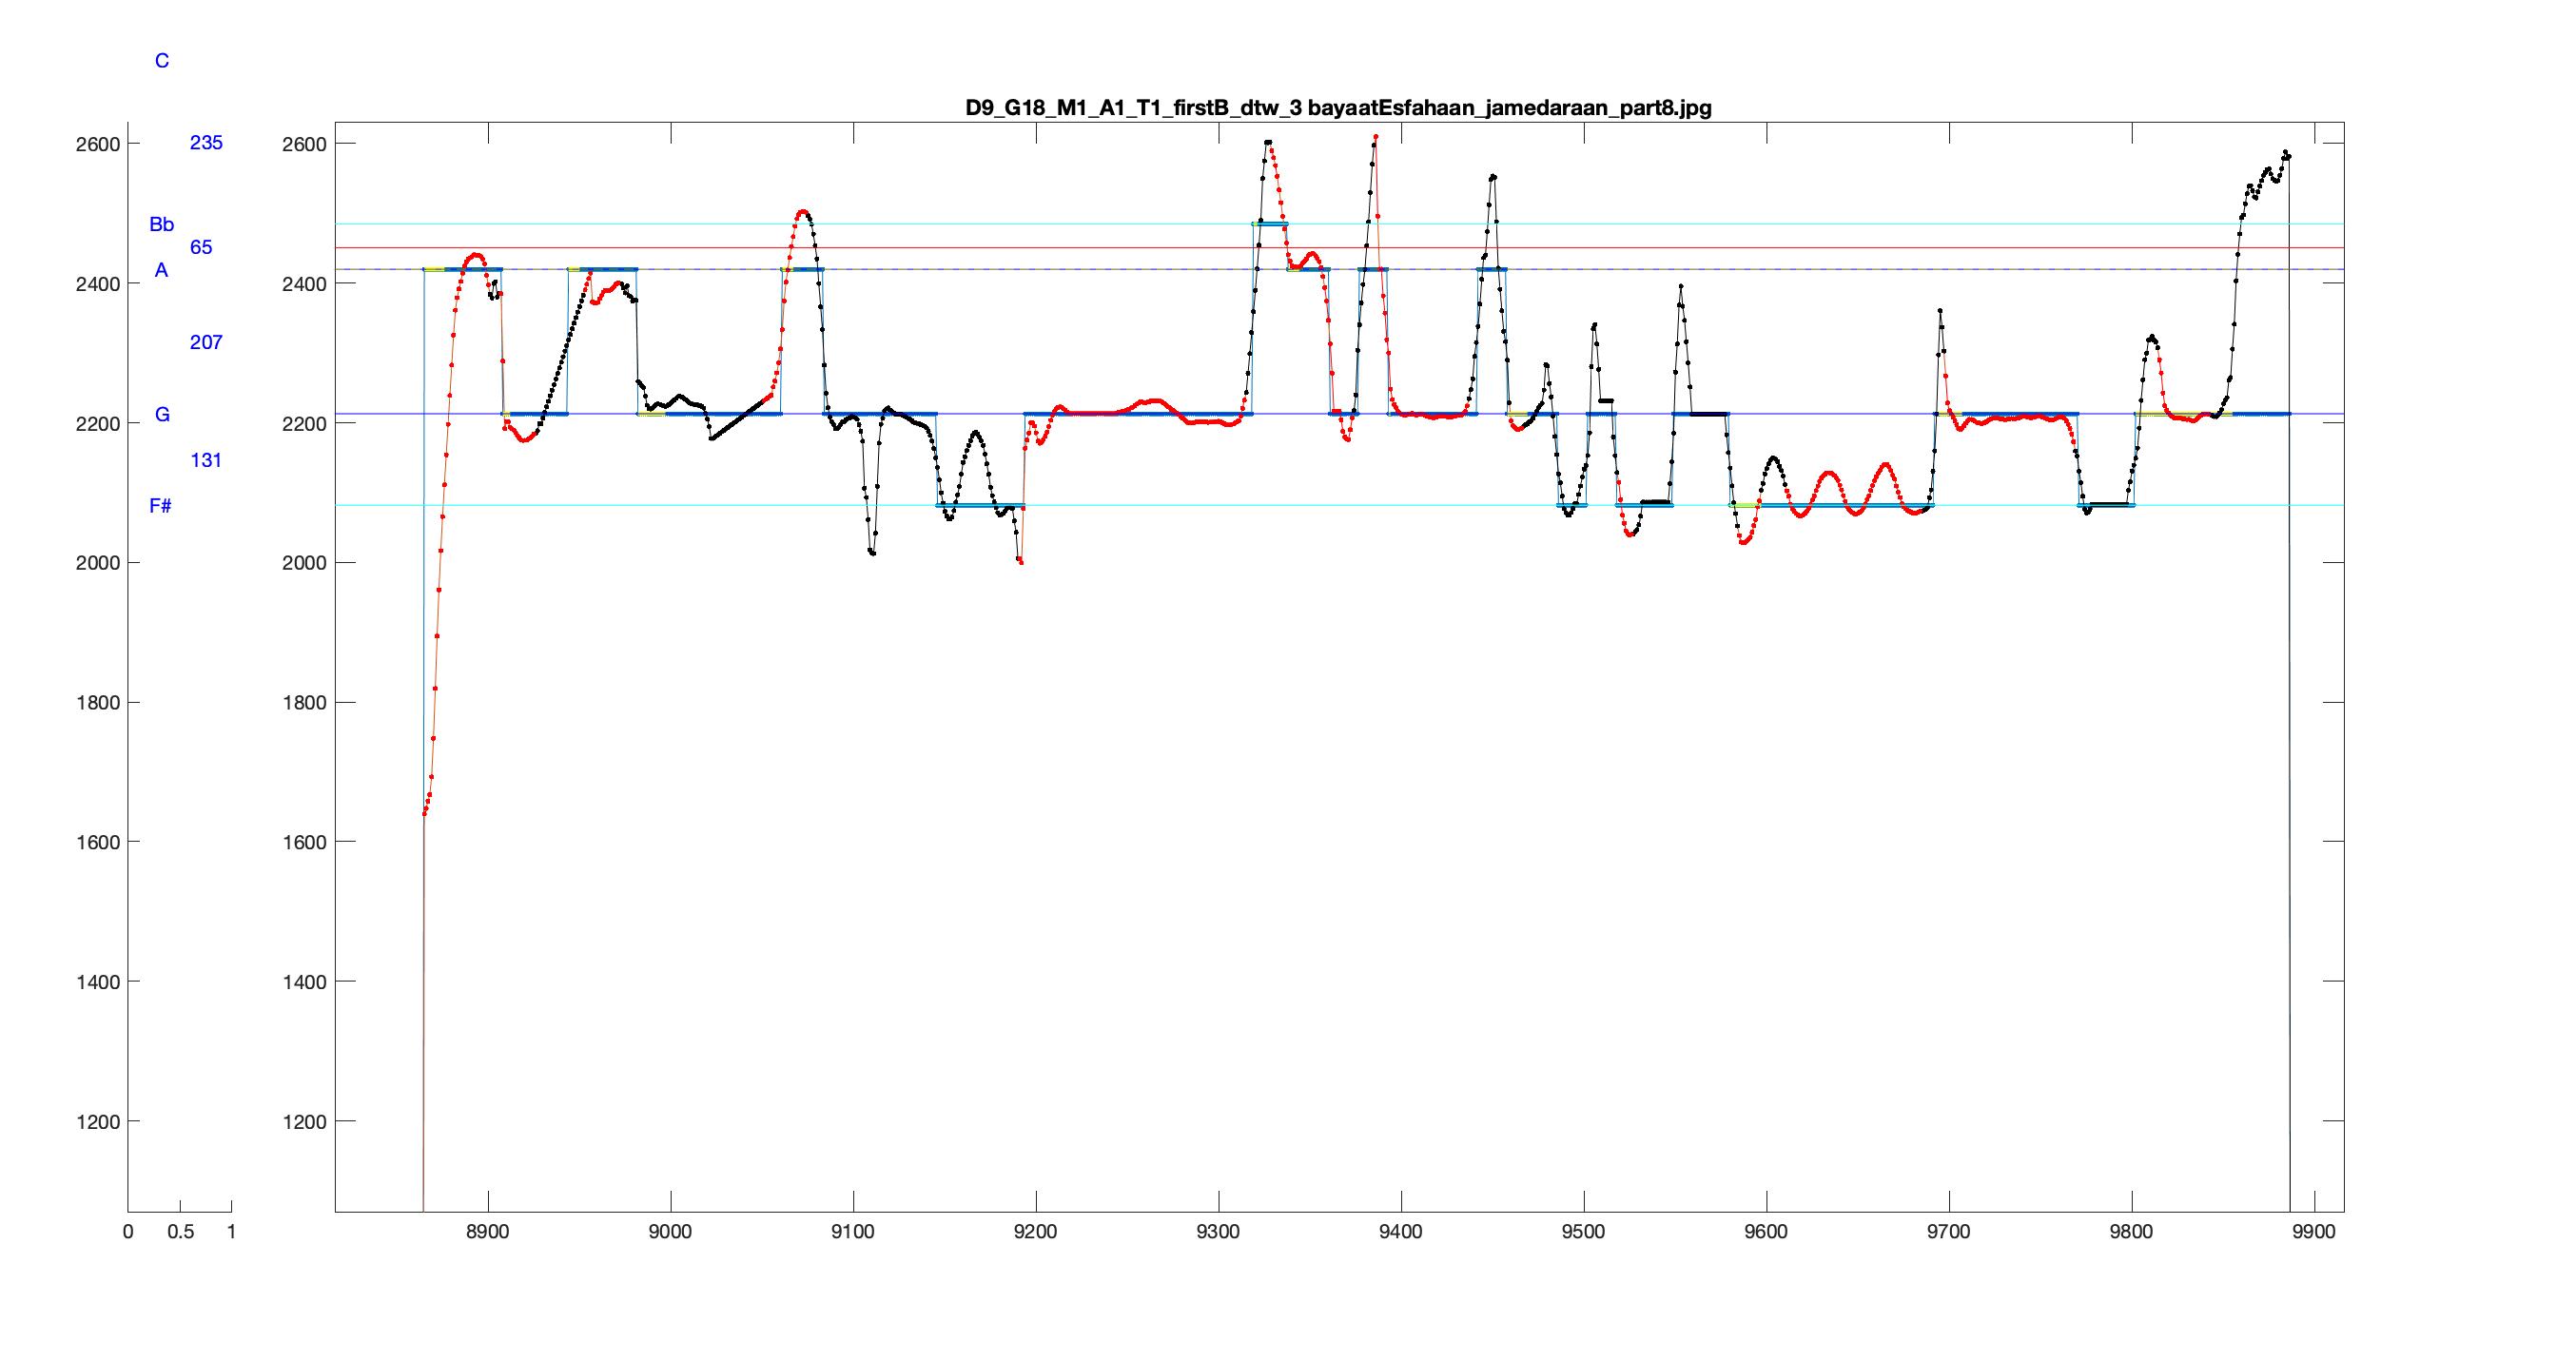 C
D9_G18_M1_A1_T1_firstB_dtw_3 bayaatEsfahaan_jamedaraan_part8.jpg
2600 235 2600
Bb
65
A
2400 2400
207
G
2200 2200
131
F#
2000 2000
1800 1800
1600 1600
1400 1400
1200 1200
0 0.5 1 8900 9000 9100 9200 9300 9400 9500 9600 9700 9800 9900